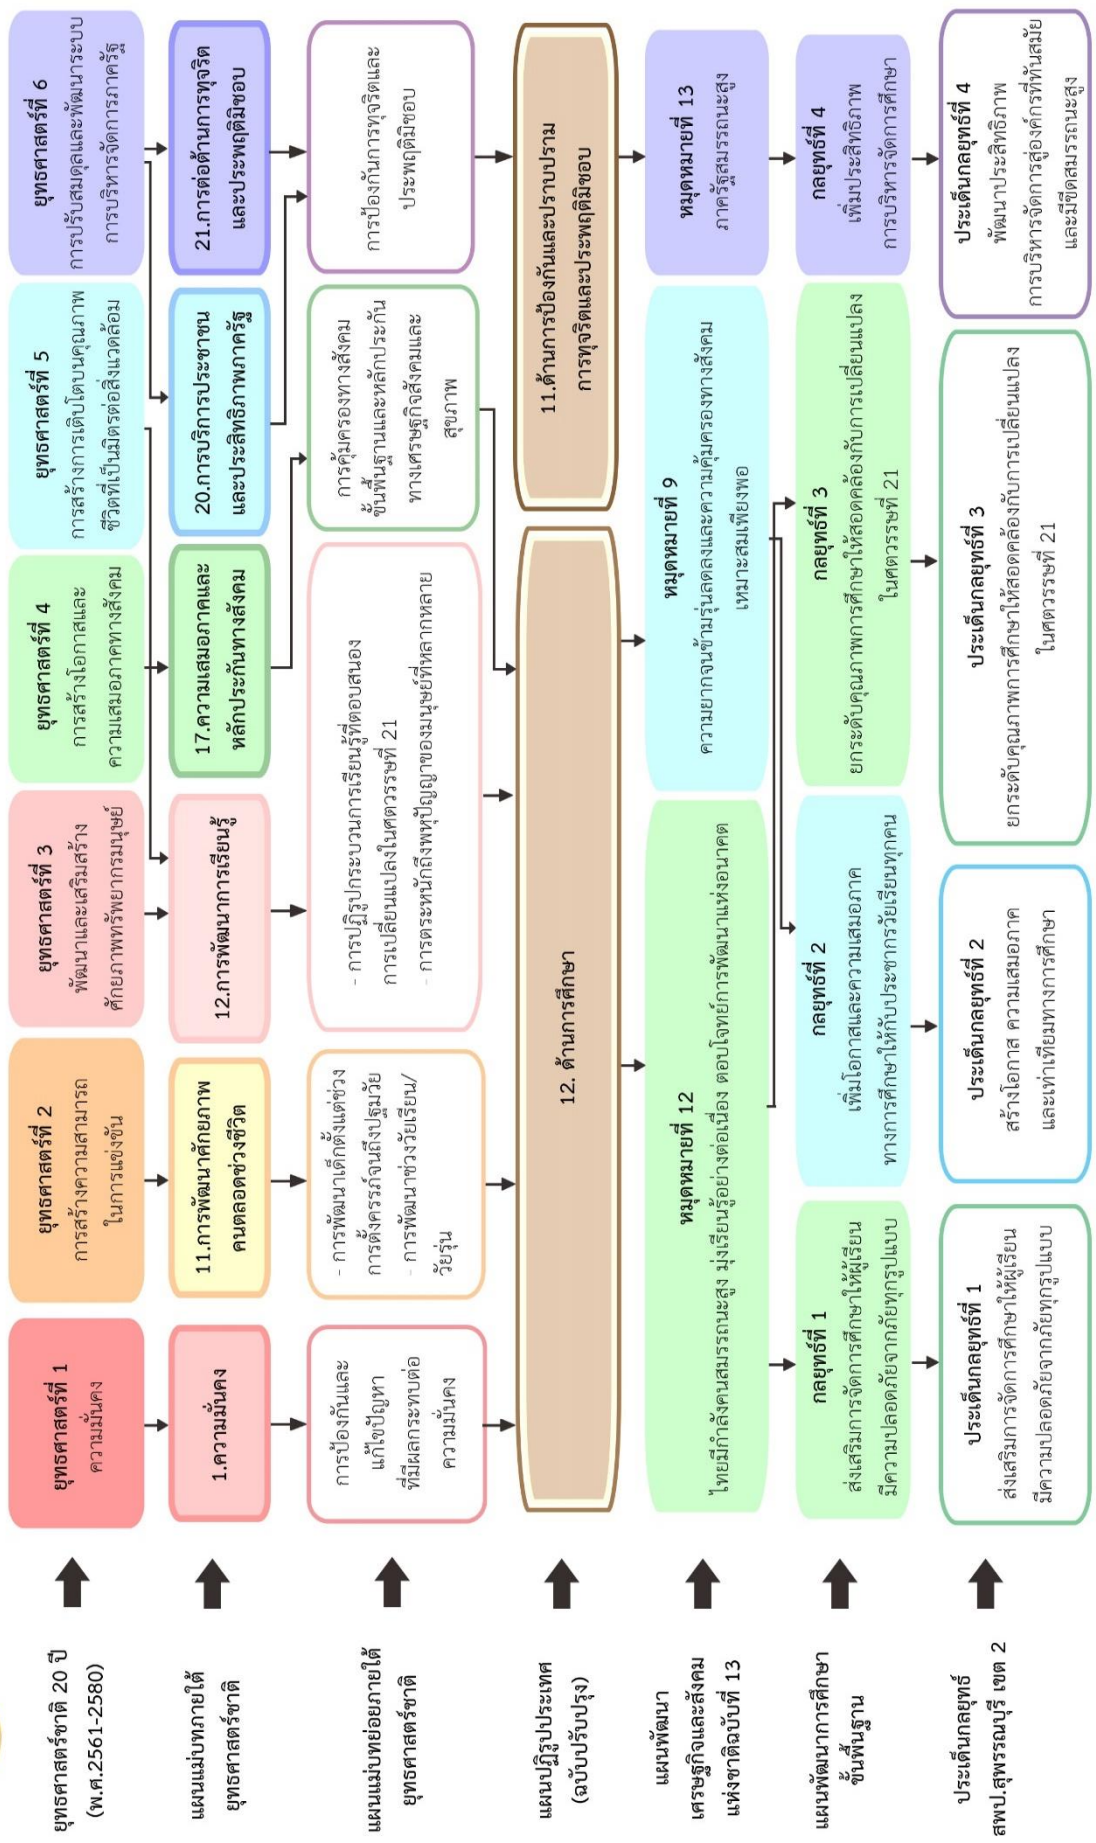 ยุทธศาสตร์ชาติ 20 ปี
(พ.ศ.2561-2580)
ยุทธศาสตร์ที่ 1
ความมั่นคง
ยุทธศาสตร์ที่ 2
การสร้างความสามารถ
ในการแข่งขัน
ยุทธศาสตร์ที่ 3
พัฒนาและเสริมสร้าง
ศักยภาพทรัพยากรมนุษย์
ยุทธศาสตร์ที่ 4
การสร้างโอกาสและ
ความเสมอภาคทางสังคม
ยุทธศาสตร์ที่ 5
การสร้างการเติบโตบนคุณภาพ
ชีวิตที่เป็นมิตรต่อสิ่งแวดล้อม
ยุทธศาสตร์ที่ 6
การปรับสมดุลและพัฒนาระบบ
การบริหารจัดการภาครัฐ
แผนแม่บทภายใต้
ยุทธศาสตร์ชาติ
1.ความมั่นคง
11.การพัฒนาศักยภาพ
คนตลอดช่วงชีวิต
12.การพัฒนาการเรียนรู้
17.ความเสมอภาคและ
หลักประกันทางสังคม
20.การบริการประชาชน
และประสิทธิภาพภาครัฐ
21.การต่อต้านการทุจริต
และประพฤติมิชอบ
แผนแม่บทย่อยภายใต้
ยุทธศาสตร์ชาติ
การป้องกันและ
แก้ไขปัญหา
ที่มีผลกระทบต่อ
ความมั่นคง
- การพัฒนาเด็กตั้งแต่ช่วง
การตั้งครรภ์จนถึงปฐมวัย
- การพัฒนาช่วงวัยเรียน/
วัยรุ่น
- การปฏิรูปกระบวนการเรียนรู้ที่ตอบสนอง
การเปลี่ยนแปลงในศตวรรษที่ 21
- การตระหนักถึงพหุปัญญาของมนุษย์ที่หลากหลาย
การคุ้มครองทางสังคม
ขั้นพื้นฐานและหลักประกัน
ทางเศรษฐกิจสังคมและ
สุขภาพ
การป้องกันการทุจริตและ
ประพฤติมิชอบ
แผนปฏิรูปประเทศ
(ฉบับปรับปรุง)
12. ด้านการศึกษา
11.ด้านการป้องกันและปราบปราม
การทุจริตและประพฤติมิชอบ
แผนพัฒนา
เศรษฐกิจและสังคม
แห่งชาติฉบับที่ 13
หมุดหมายที่ 12
ไทยมีกำลังคนสมรรถนะสูง มุ่งเรียนรู้อย่างต่อเนื่อง ตอบโจทย์การพัฒนาแห่งอนาคต
หมุดหมายที่ 9
ความยากจนข้ามรุ่นลดลงและความคุ้มครองทางสังคม
เหมาะสมเพียงพอ
หมุดหมายที่ 13
ภาครัฐสมรรถนะสูง
แผนพัฒนาการศึกษา
ขั้นพื้นฐาน
กลยุทธ์ที่ 1
ส่งเสริมการจัดการศึกษาให้ผู้เรียน
มีความปลอดภัยจากภัยทุกรูปแบบ
กลยุทธ์ที่ 2
เพิ่มโอกาสและความเสมอภาค
ทางการศึกษาให้กับประชากรวัยเรียนทุกคน
กลยุทธ์ที่ 3
ยกระดับคุณภาพการศึกษาให้สอดคล้องกับการเปลี่ยนแปลง
ในศตวรรษที่ 21
กลยุทธ์ที่ 4
เพิ่มประสิทธิภาพ
การบริหารจัดการศึกษา
ประเด็นกลยุทธ์
สพป.สุพรรณบุรี เขต 2
ประเด็นกลยุทธ์ที่ 1
ส่งเสริมการจัดการศึกษาให้ผู้เรียน
มีความปลอดภัยจากภัยทุกรูปแบบ
ประเด็นกลยุทธ์ที่ 2
สร้างโอกาส ความเสมอภาค
และเท่าเทียมทางการศึกษา
ประเด็นกลยุทธ์ที่ 3
ยกระดับคุณภาพการศึกษาให้สอดคล้องกับการเปลี่ยนแปลง
ในศตวรรษที่ 21
ประเด็นกลยุทธ์ที่ 4
พัฒนาประสิทธิภาพ
การบริหารจัดการสู่องค์กรที่ทันสมัย
และมีขีดสมรรถนะสูง